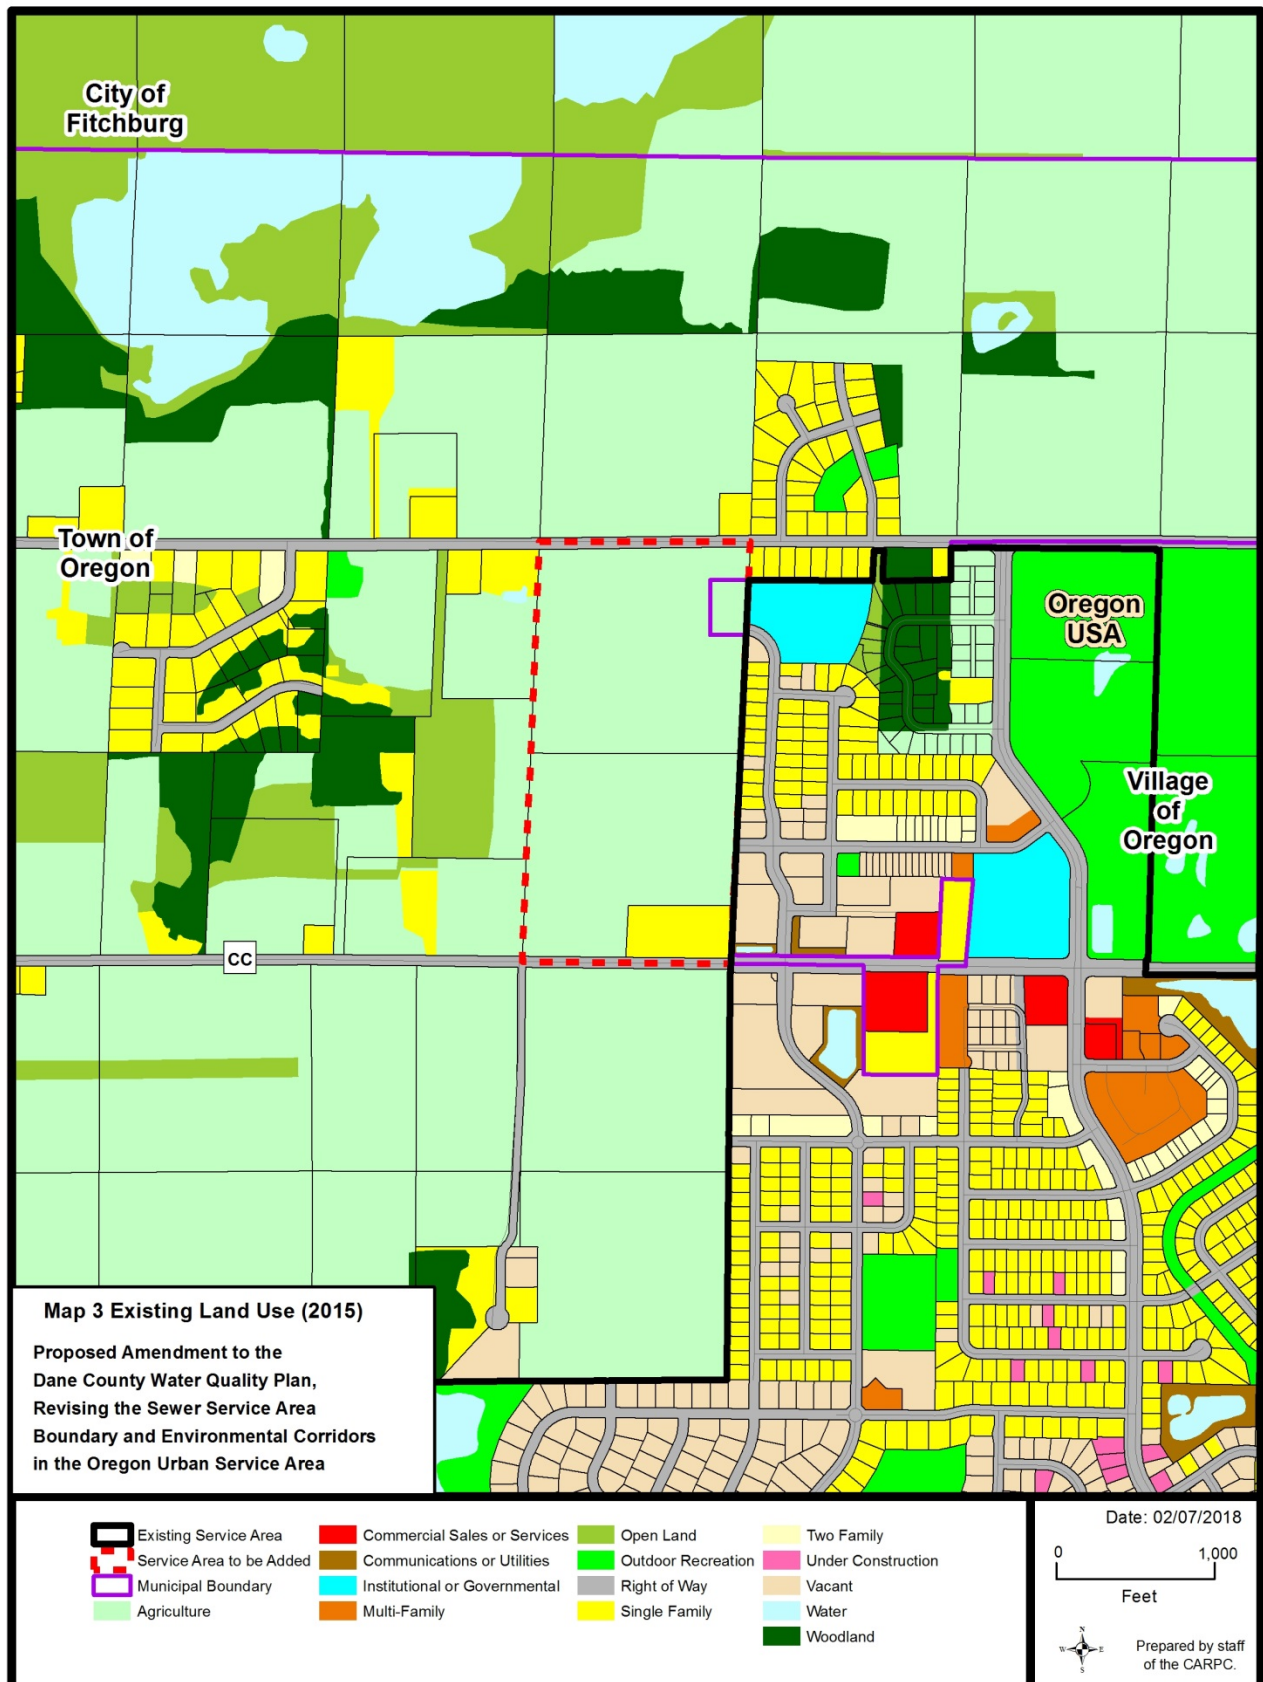 City of
Fitchburg
Town of
Oregon
Oregon
USA
Village
of
Oregon
CC
Map 3 Existing Land Use (2015)
Proposed Amendment to the
Dane County Water Quality Plan,
Revising the Sewer Service Area
Boundary and Environmental Corridors
in the Oregon Urban Service Area
Existing Service Area
Service Area to be Added
Municipal Boundary
Agriculture
Commercial Sales or Services
Communications or Utilities
Institutional or Governmental
Multi-Family
Open Land
Outdoor Recreation
Right of Way
Single Family
Two Family
Under Construction
Vacant
Water
Woodland
Date: 02/07/2018
0 1,000
Feet
N
W E
S
Prepared by staff
of the CARPC.